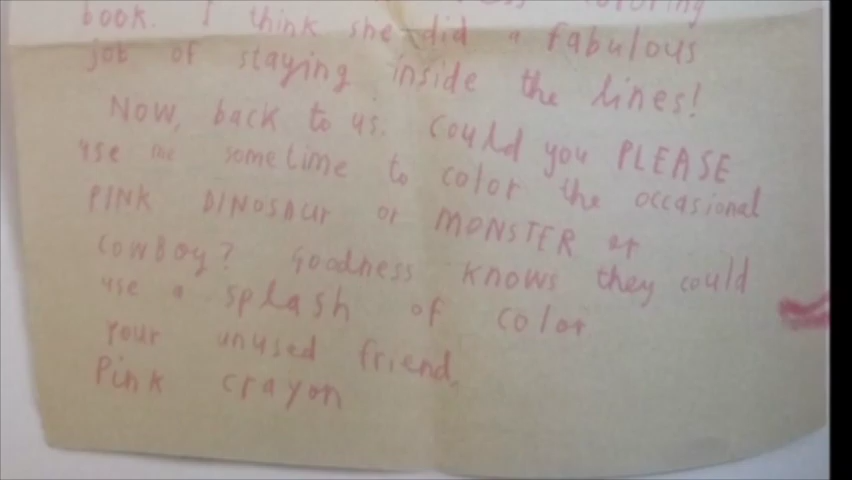 coloring
book. I think she did a fabulous
job of staying inside the lines!
Now, back to us. Could you PLEASE
use me sometime to color the occasional
PINK DINOSAUr or MONSTER or
COWBOy? Goodness knows they could
use a splash of color
your unused friend,
Pink crayon